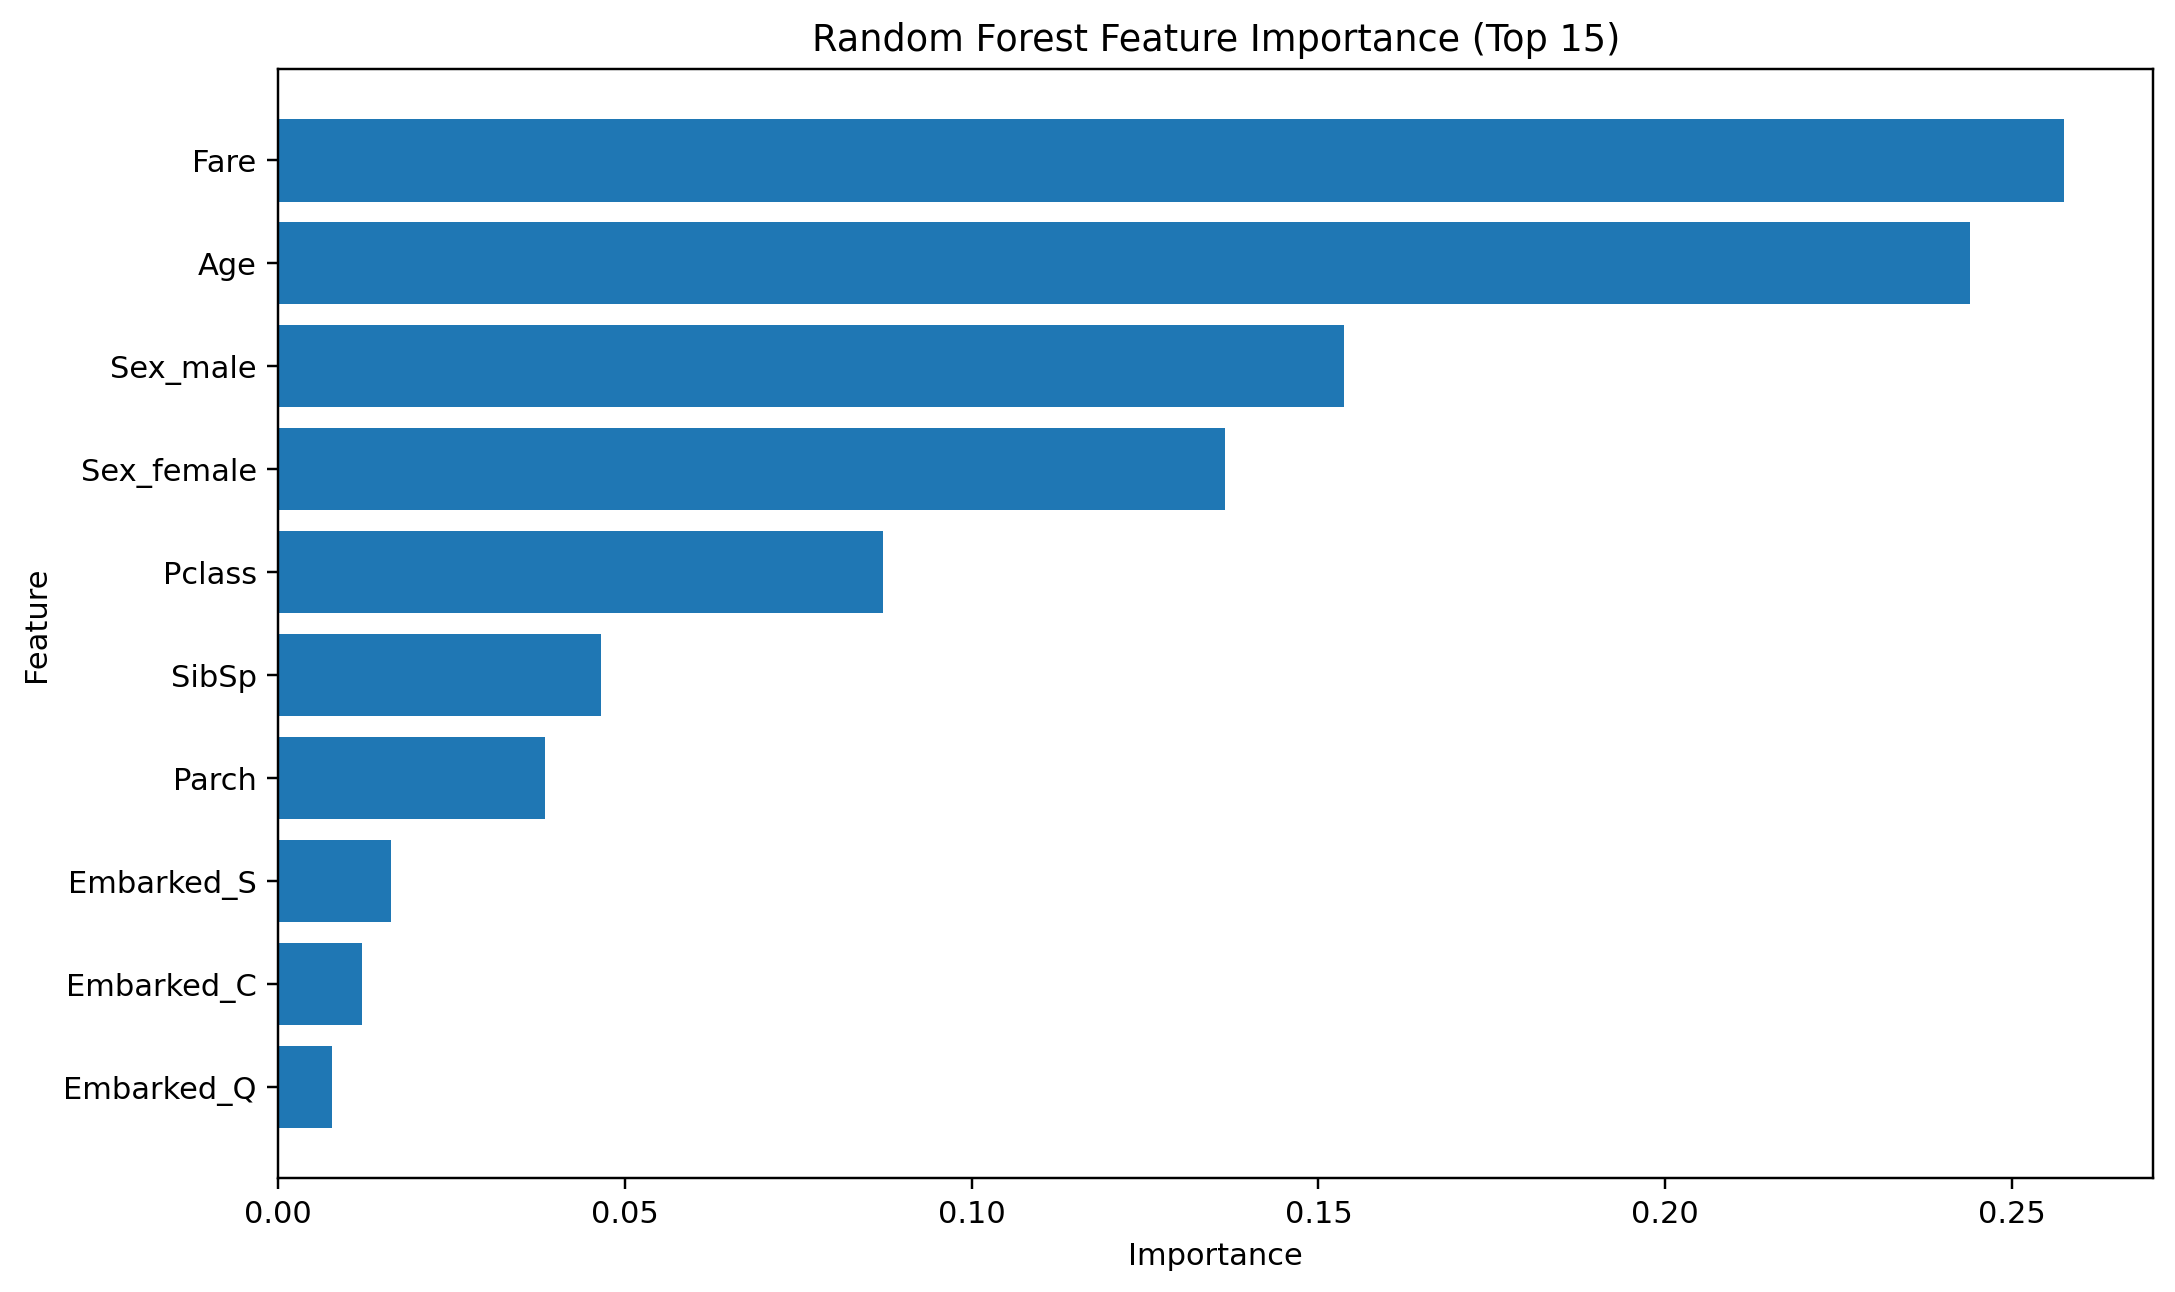 Random Forest Feature Importance (Top 15)
Feature
Fare
Age
Sex_male
Sex_female
Pclass
SibSp
Parch
Embarked_S
Embarked_C
Embarked_Q
0.00 0.05 0.10 0.15 0.20 0.25
Importance